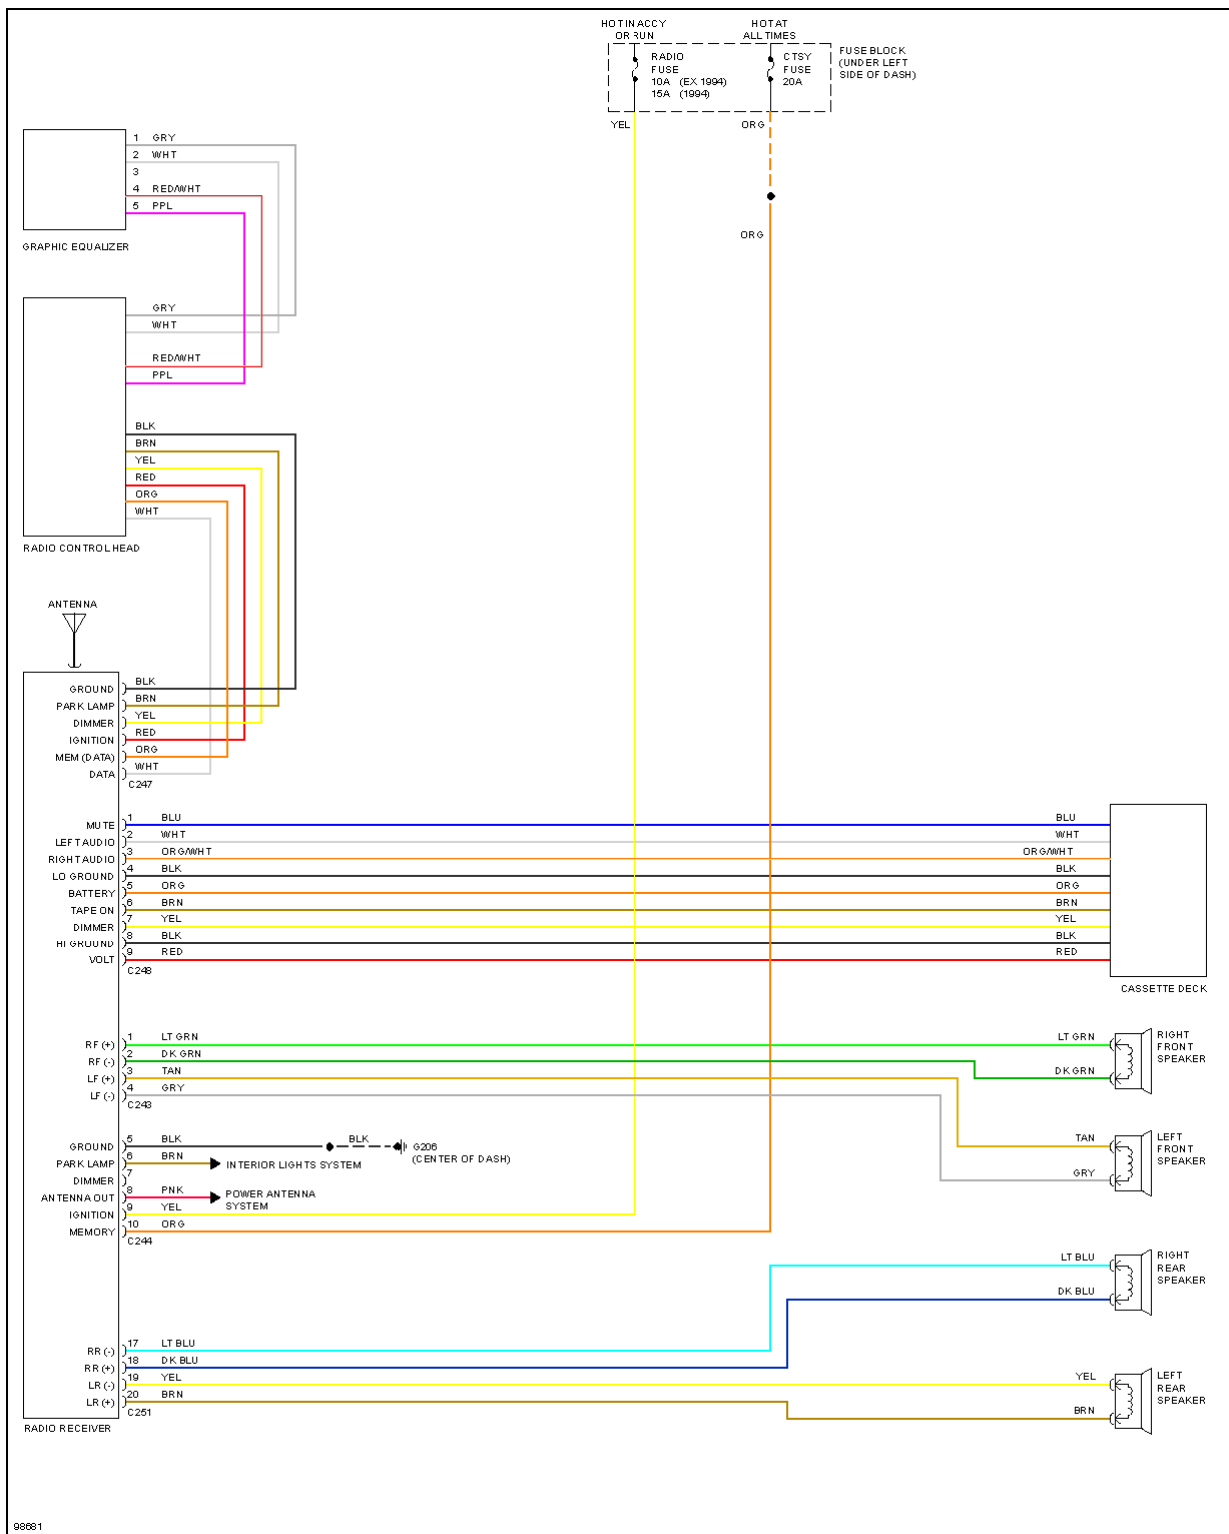 HOT IN ACCY
OR RUN
HOT AT
ALL TIMES
RADIO
FUSE
10A (EX 1994)
15A (1994)
CTSY
FUSE
20A
FUSE BLOCK
(UNDER LEFT
SIDE OF DASH)
YEL
ORG
ORG
1 GRY
2 WHT
3
4 RED/WHT
5 PPL
GRAPHIC EQUALIZER
GRY
WHT
RED/WHT
PPL
BLK
BRN
YEL
RED
ORG
WHT
RADIO CONTROL HEAD
ANTENNA
GROUND BLK
PARK LAMP BRN
DIMMER YEL
IGNITION RED
MEM (DATA) ORG
DATA WHT
C247
MUTE 1 BLU BLU
LEFT AUDIO 2 WHT WHT
RIGHT AUDIO 3 ORG/WHT ORG/WHT
LO GROUND 4 BLK BLK
BATTERY 5 ORG ORG
TAPE ON 6 BRN BRN
DIMMER 7 YEL YEL
HI GROUND 8 BLK BLK
VOLT 9 RED RED
C248
CASSETTE DECK
RF (+) 1 LT GRN LT GRN
RF (-) 2 DK GRN DK GRN
LF (+) 3 TAN
LF (-) 4 GRY
C243
RIGHT
FRONT
SPEAKER
TAN
GRY
LEFT
FRONT
SPEAKER
GROUND 5 BLK BLK G206
(CENTER OF DASH)
PARK LAMP 6 BRN INTERIOR LIGHTS SYSTEM
DIMMER 7
ANTENNA OUT 8 PNK POWER ANTENNA
SYSTEM
IGNITION 9 YEL
MEMORY 10 ORG
C244
LT BLU
DK BLU
RIGHT
REAR
SPEAKER
RR (-) 17 LT BLU
RR (+) 18 DK BLU
LR (-) 19 YEL YEL
LR (+) 20 BRN BRN
C251
LEFT
REAR
SPEAKER
RADIO RECEIVER
98681